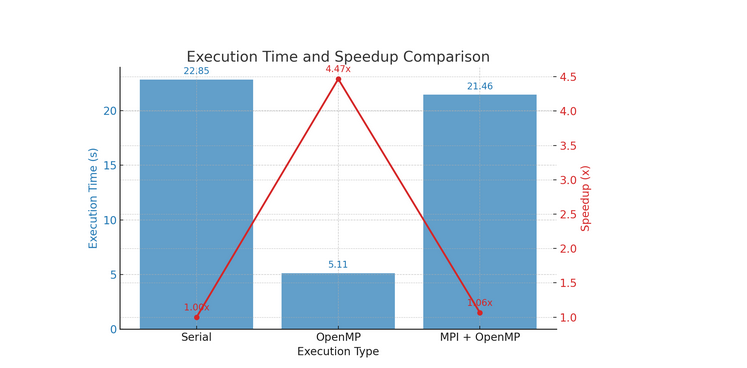 Execution Time and Speedup Comparison
22.85
4.47x
21.46
5.11
1.00x
1.06x
Execution Time (s)
20
15
10
5
0
Speedup (x)
4.5
4.0
3.5
3.0
2.5
2.0
1.5
1.0
Serial
OpenMP
MPI + OpenMP
Execution Type